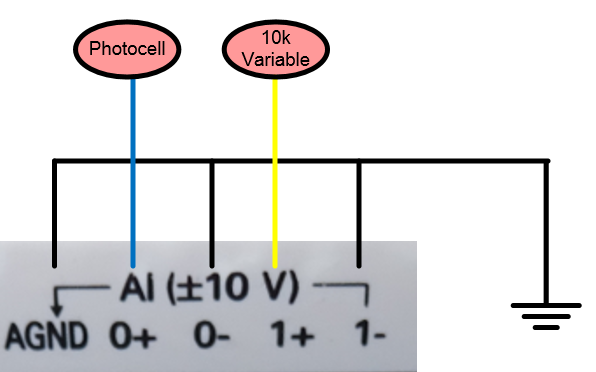 Photocell
10k
Variable
AI (±10 V)
AGND 0+ 0- 1+ 1-